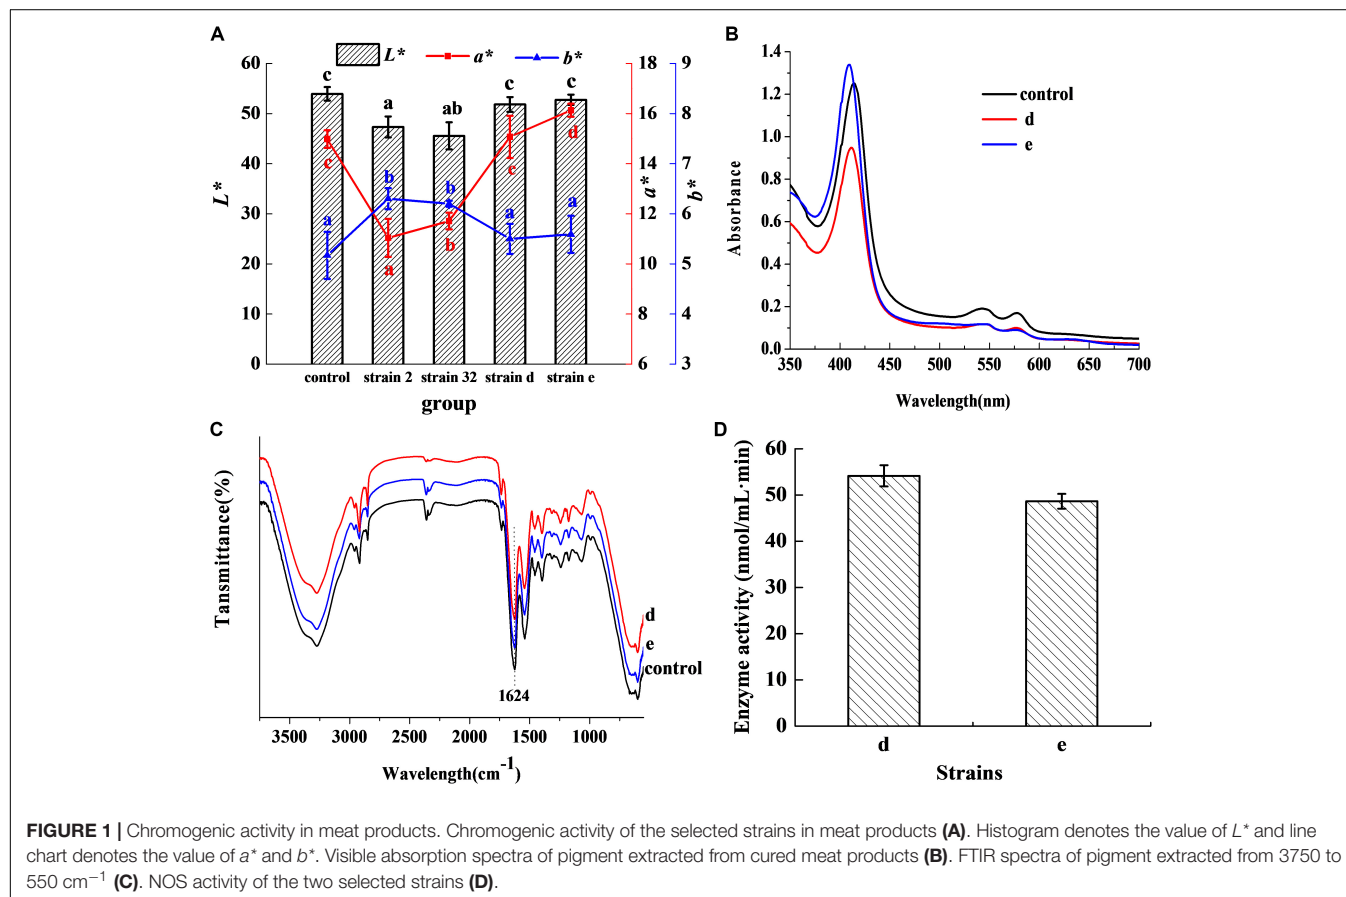 A
L* a* b*
60
50
40
30
20
10
0
L*
c a ab c c
c a b c d
a b b a a
18
16
14
12
10
8
6
a*
9
8
7
6
5
4
3
b*
control strain 2 strain 32 strain d strain e
group
B
1.4
1.2
1.0
0.8
0.6
0.4
0.2
0.0
Absorbance
control
d
e
350 400 450 500 550 600 650 700
Wavelength(nm)
C
Tansmittance(%)
d
e
control
1624
3500 3000 2500 2000 1500 1000
Wavelength(cm-1)
D
60
50
40
30
20
10
0
Enzyme activity (nmol/mL·min)
d e
Strains
FIGURE 1 | Chromogenic activity in meat products. Chromogenic activity of the selected strains in meat products (A). Histogram denotes the value of L* and line
chart denotes the value of a* and b*. Visible absorption spectra of pigment extracted from cured meat products (B). FTIR spectra of pigment extracted from 3750 to
550 cm−1 (C). NOS activity of the two selected strains (D).